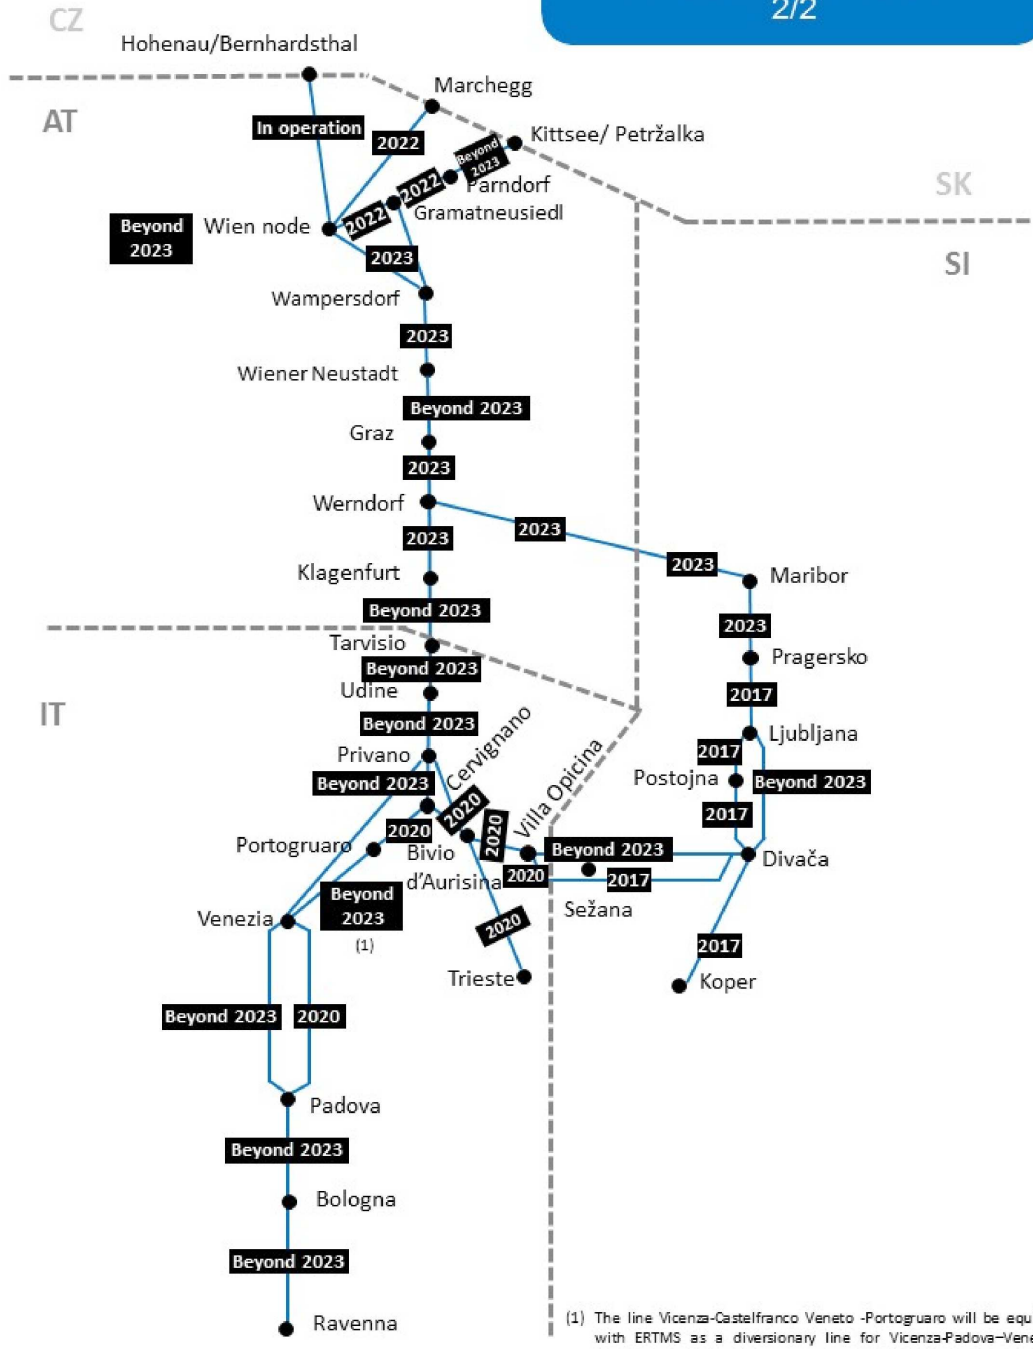 2/2
CZ
Hohenau/Bernhardsthal
Marchegg
AT
In operation
2022
Kittsee/ Petržalka
Beyond
2023
SK
2022
Parndorf
Gramatneusiedl
2022
Beyond
2023
Wien node
2023
SI
Wampersdorf
2023
Wiener Neustadt
Beyond 2023
Graz
2023
Werndorf
2023
2023
2023
Klagenfurt
Maribor
Beyond 2023
2023
Tarvisio
Pragersko
Beyond 2023
Udine
2017
IT
Beyond 2023
Cervignano
Ljubljana
Privano
Villa Opicina
2017
Postojna
Beyond 2023
Beyond 2023
2020
2017
2020
2020
Portogruaro
Bivio
d'Aurisina
Beyond 2023
Divača
2020
2017
Beyond
2023
(1)
Sežana
Venezia
2020
2017
Trieste
Koper
Beyond 2023
2020
Padova
Beyond 2023
Bologna
Beyond 2023
Ravenna
(1) The line Vicenza-Castelfranco Veneto -Portogruaro will be equ
with ERTMS as a diversionary line for Vicenza-Padova–Vene